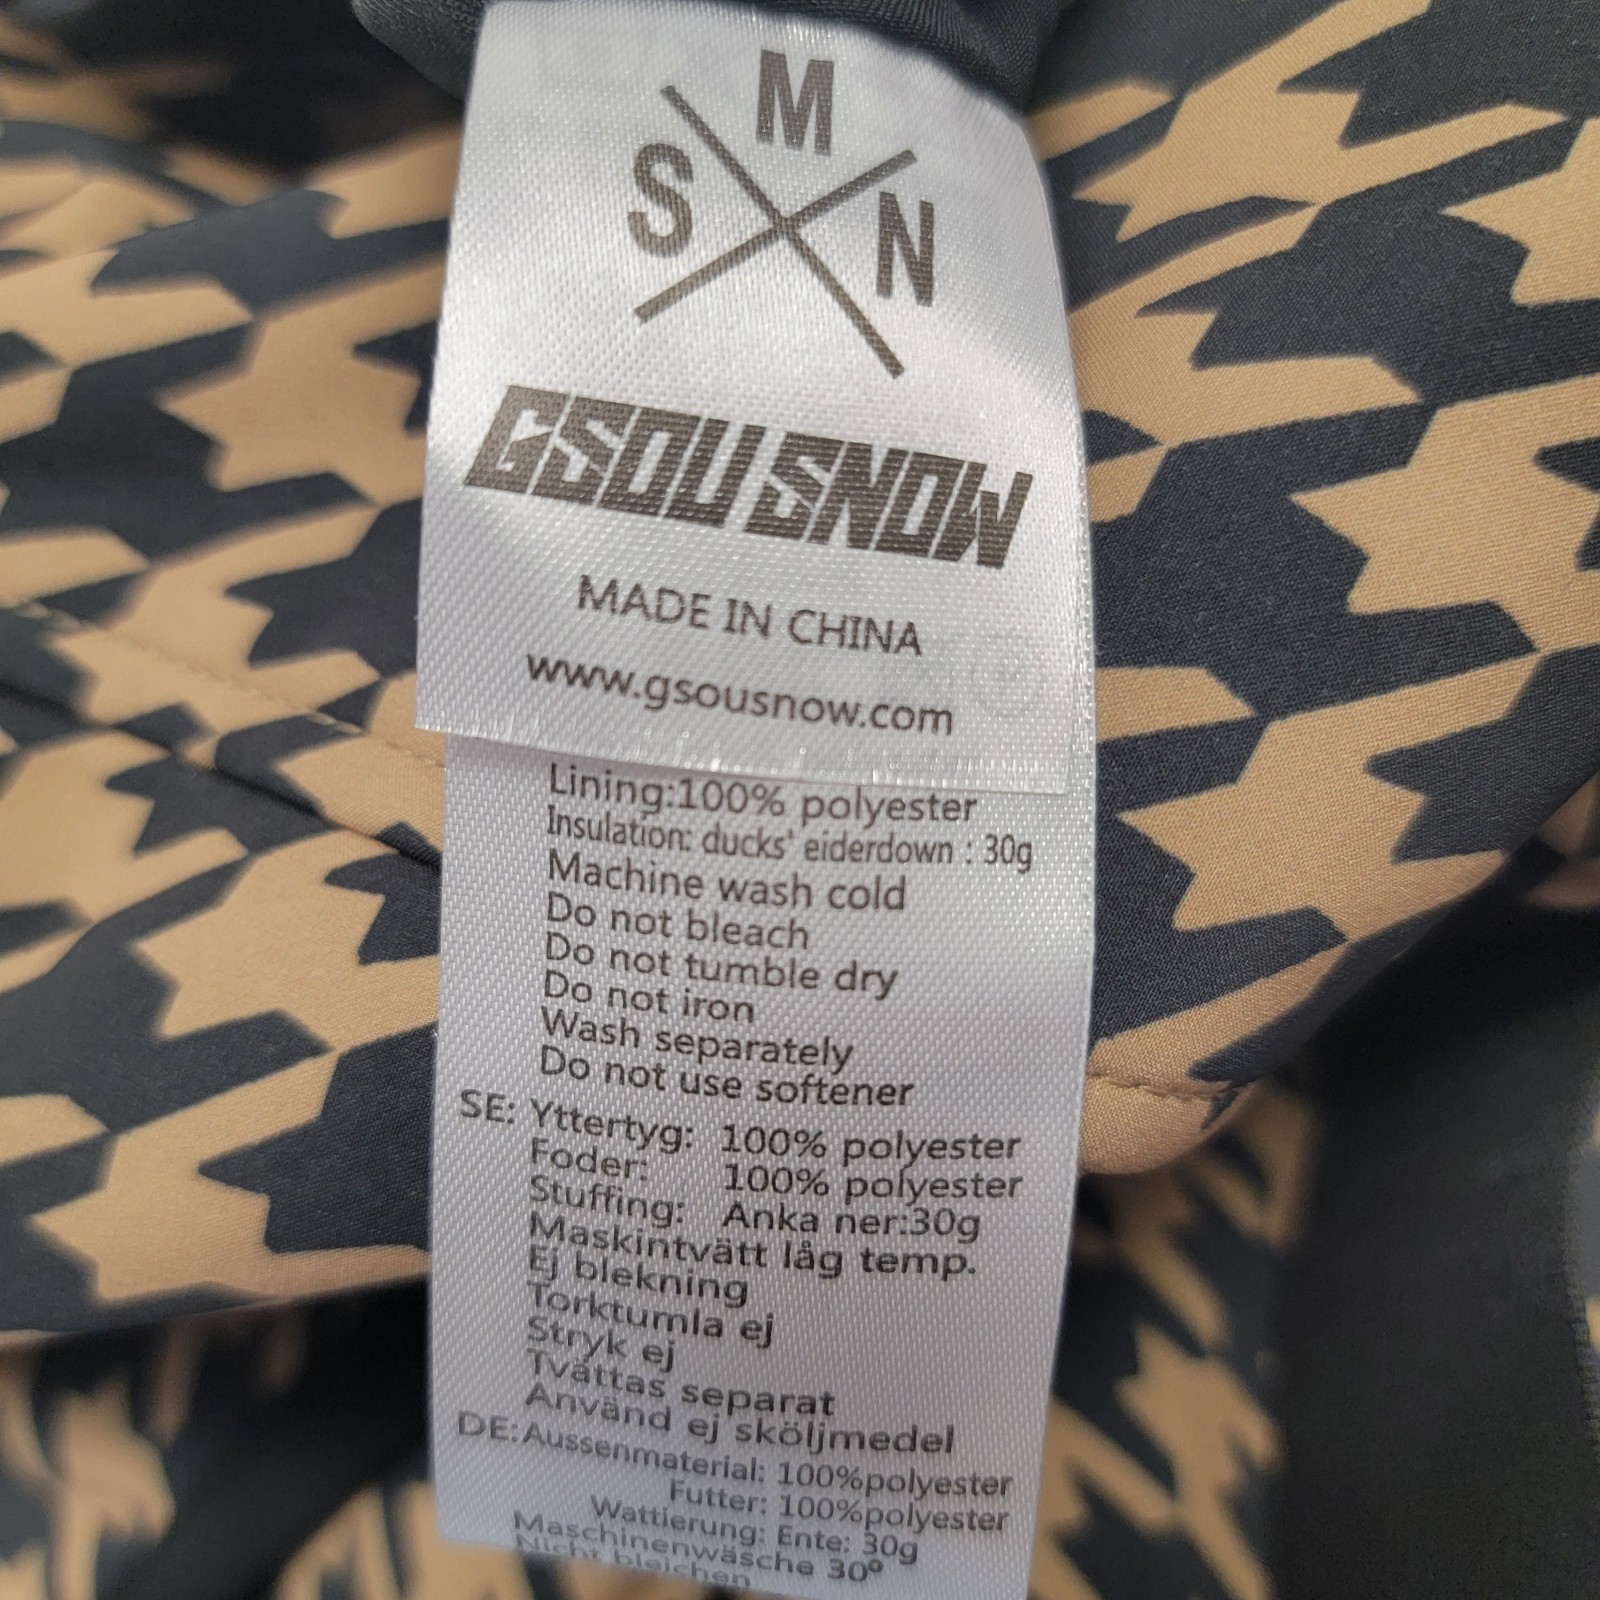 M
S
N
GSOU SNOW
MADE IN CHINA
www.gsousnow.com
Lining:100% polyester
Insulation: ducks' eiderdown : 30g
Machine wash cold
Do not bleach
Do not tumble dry
Do not iron
Wash separately
Do not use softener
SE: Yttertyg: 100% polyester
Foder: 100% polyester
Stuffing: Anka ner:30g
Maskintvätt låg temp.
Ej blekning
Torktumla ej
Stryk ej
Tvättas separat
Använd ej sköljmedel
DE:Aussenmaterial: 100%polyester
Futter: 100%polyester
Wattierung: Ente: 30g
Maschinenwäsche 30°
Nicht bleichen